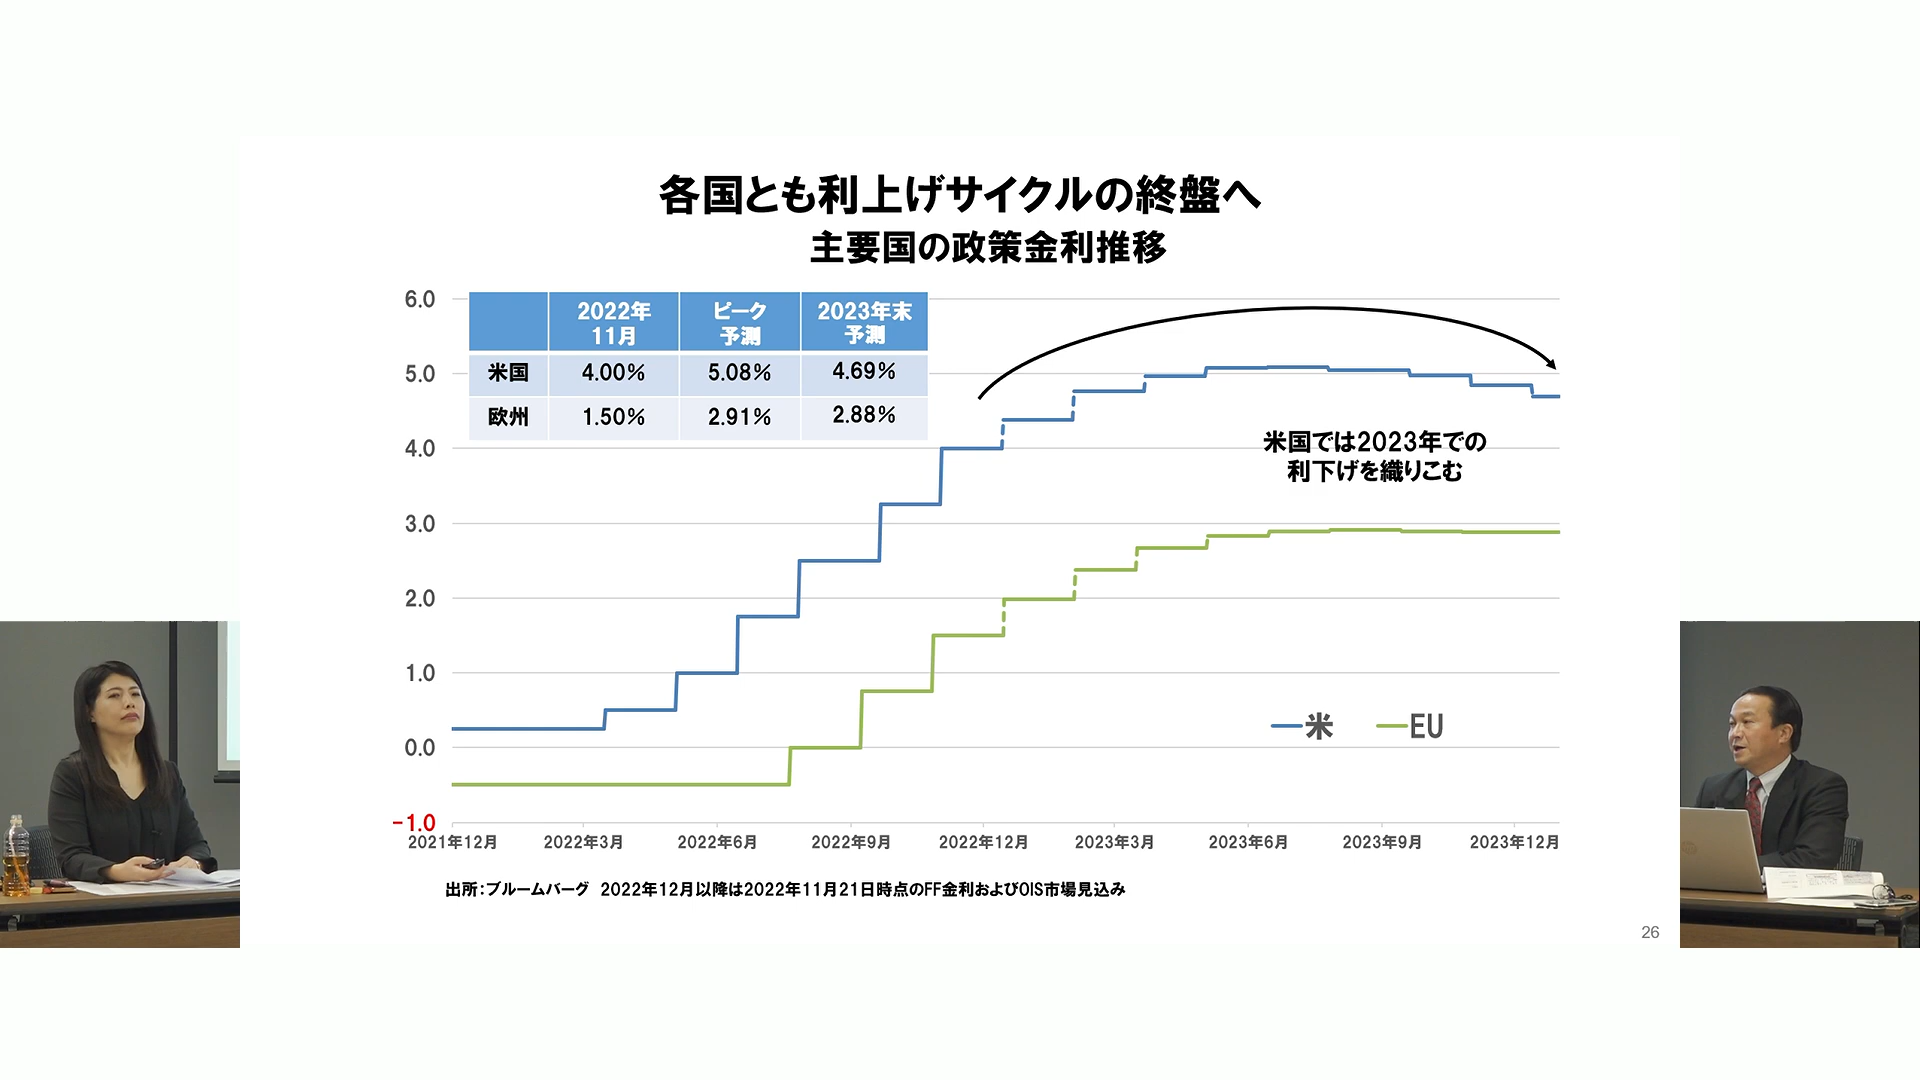 各国とも利上げサイクルの終盤へ
主要国の政策金利推移
2022年
11月
ピーク
予測
2023年末
予測
米国 4.00% 5.08% 4.69%
欧州 1.50% 2.91% 2.88%
6.0
5.0
4.0
3.0
2.0
1.0
0.0
-1.0
米国では2023年での
利下げを織りこむ
米 EU
2021年12月 2022年3月 2022年6月 2022年9月 2022年12月 2023年3月 2023年6月 2023年9月 2023年12月
出所：ブルームバーグ 2022年12月以降は2022年11月21日時点のFF金利およびOIS市場見込み
26